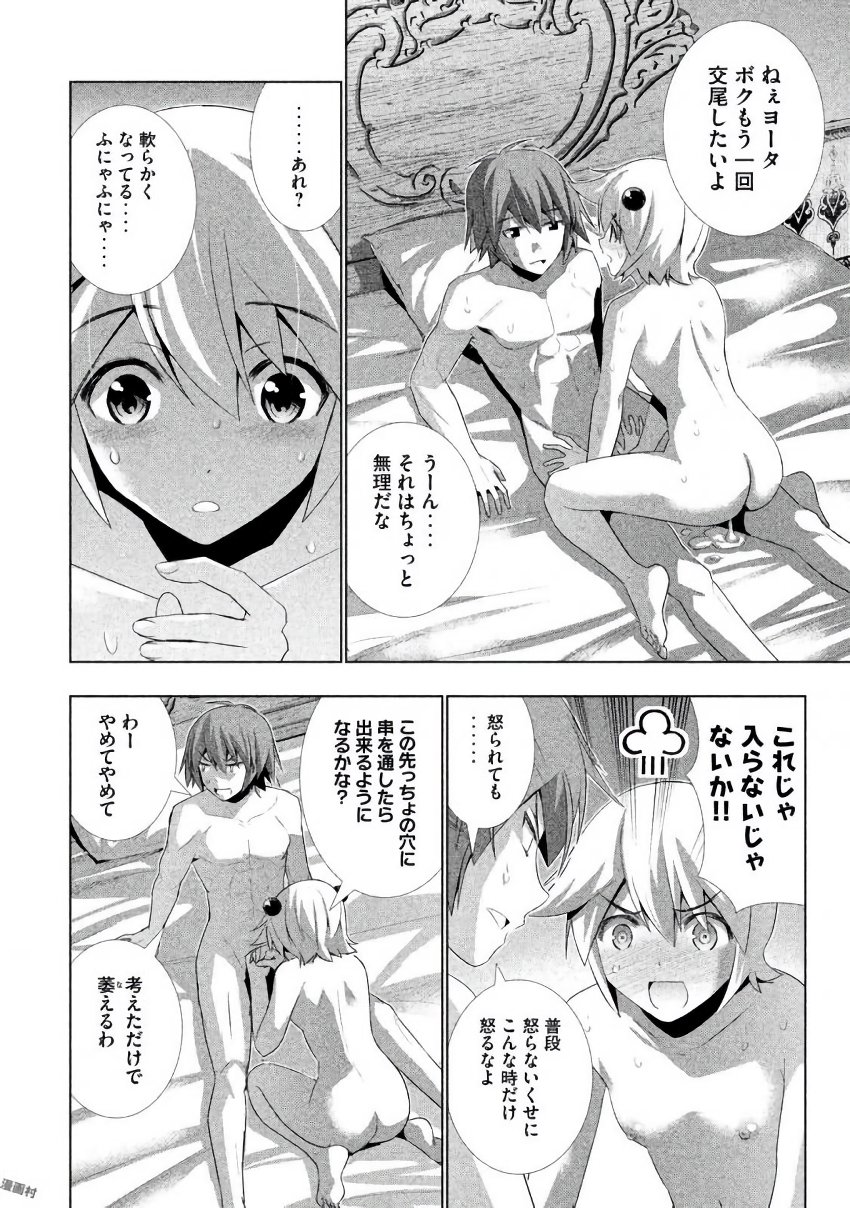 ねぇヨータ
ボクもう一回
交尾したいよ
うーん‥‥
それはちょっと
無理だな
‥‥‥あれ?
軟らかく
なってる‥‥
ふにゃふにゃ
‥‥
これじゃ
入らないじゃ
ないか!!
怒られても
‥‥‥
普段
怒らないくせに
こんな時だけ
怒るなよ
この先っちょの穴に
串を通したら
出来るように
なるかな?
わー
やめてやめて
考えただけで
萎えるわ
な
漫画村